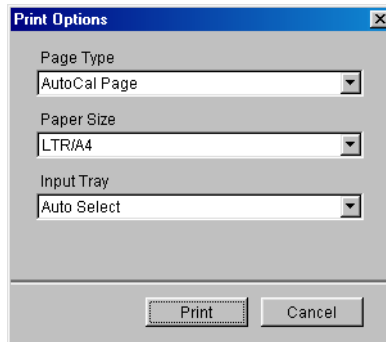 Print Options
Page Type
AutoCal Page
Paper Size
LTR/A4
Input Tray
Auto Select
Print Cancel